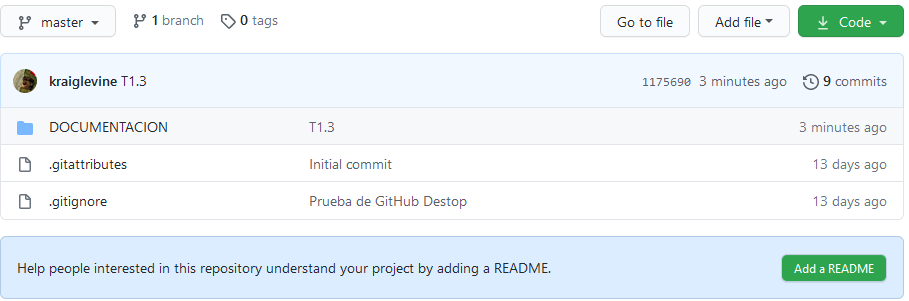 master 1 branch 0 tags Go to file Add file Code
kraiglevine T1.3 1175690 3 minutes ago 9 commits
DOCUMENTACION T1.3 3 minutes ago
.gitattributes Initial commit 13 days ago
.gitignore Prueba de GitHub Destop 13 days ago
Help people interested in this repository understand your project by adding a README. Add a README